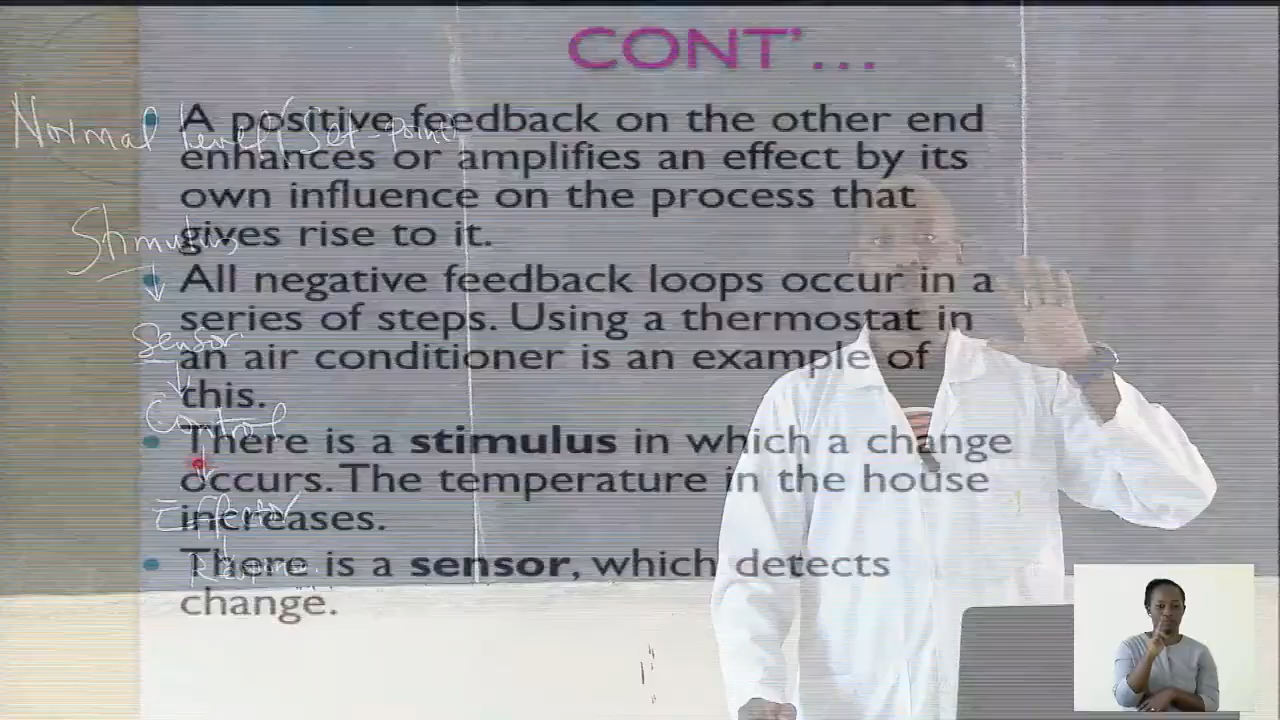 CONT'...
• A positive feedback on the other end
enhances or amplifies an effect by its
own influence on the process that
gives rise to it.
• All negative feedback loops occur in a
series of steps. Using a thermostat in
an air conditioner is an example of
this.
• There is a stimulus in which a change
occurs. The temperature in the house
increases.
• There is a sensor, which detects
change.
Normal level/Set-point
Stimulus
Sensor
Control
Effector